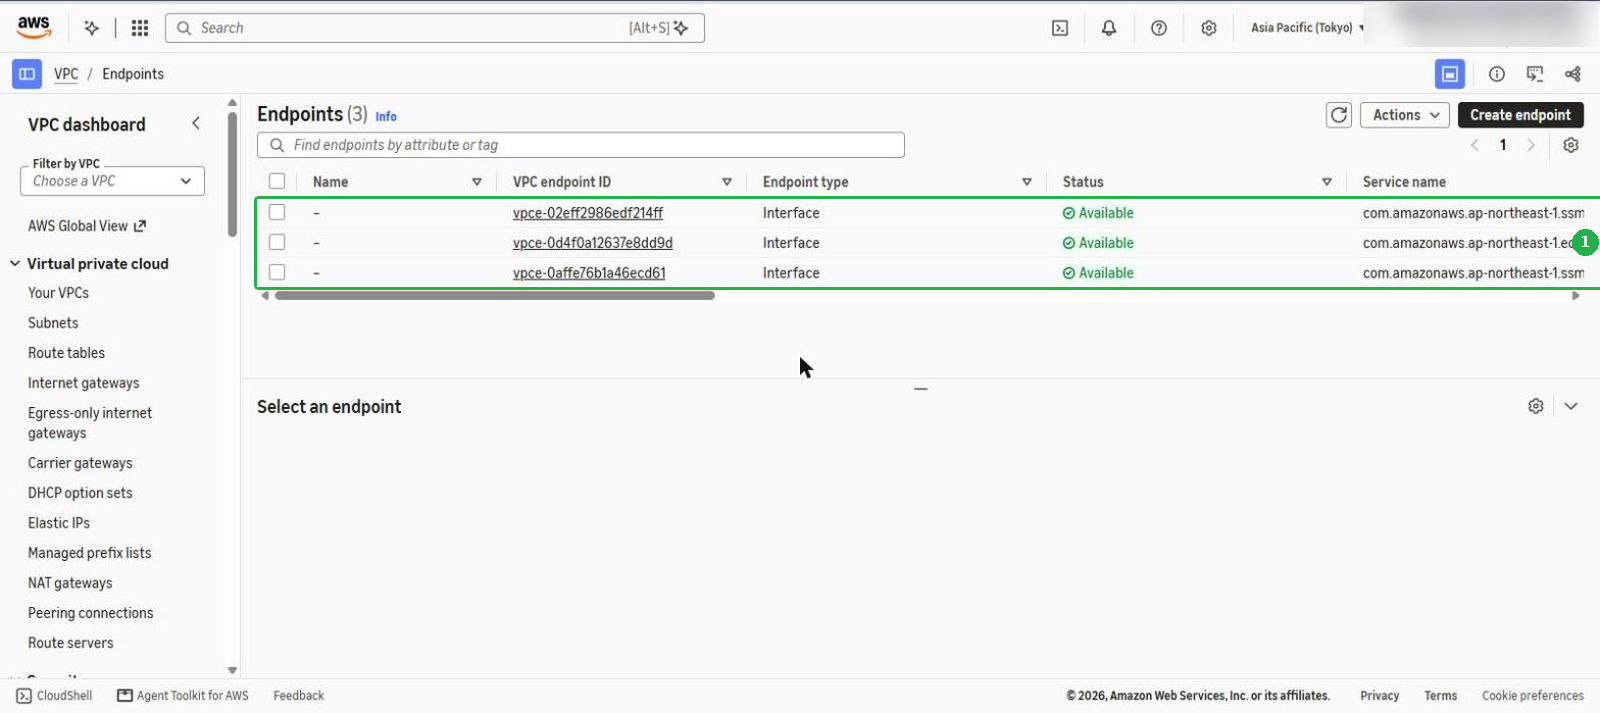 aws
Search [Alt+S]
Asia Pacific (Tokyo)
VPC / Endpoints
VPC dashboard
Filter by VPC
Choose a VPC
AWS Global View
Virtual private cloud
Your VPCs
Subnets
Route tables
Internet gateways
Egress-only internet
gateways
Carrier gateways
DHCP option sets
Elastic IPs
Managed prefix lists
NAT gateways
Peering connections
Route servers
Endpoints (3) Info
Actions
Create endpoint
Find endpoints by attribute or tag
1
Name VPC endpoint ID Endpoint type Status Service name
- vpce-02eff2986edf214ff Interface Available com.amazonaws.ap-northeast-1.ssm
- vpce-0d4f0a12637e8dd9d Interface Available com.amazonaws.ap-northeast-1.ec 1
- vpce-0affe76b1a46ecd61 Interface Available com.amazonaws.ap-northeast-1.ssm
Select an endpoint
CloudShell Agent Toolkit for AWS Feedback
© 2026, Amazon Web Services, Inc. or its affiliates. Privacy Terms Cookie preferences